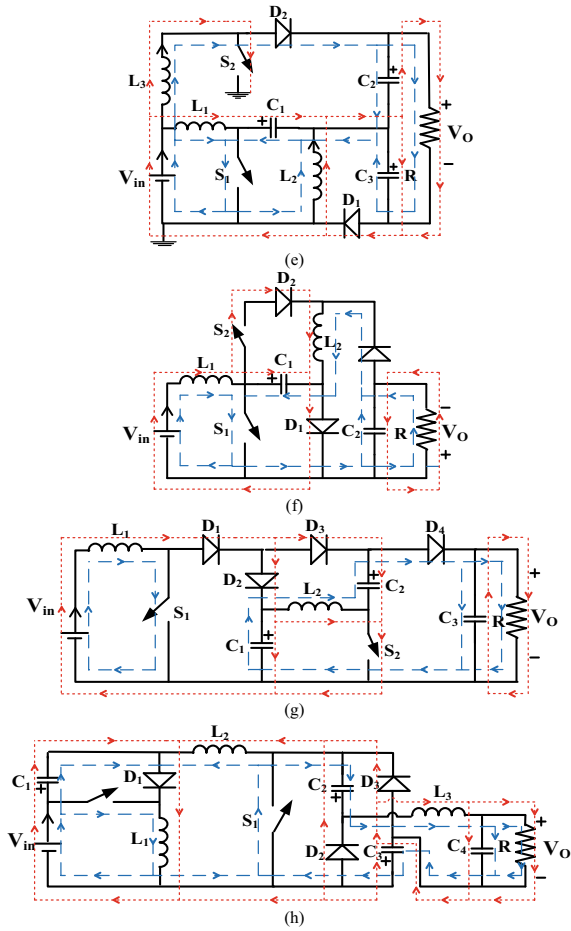 D2
S2
L3
C2
L1
C1
+
+
+
VO
−
S1
L2
C3
+
R
Vin
D1
(e)
D2
S2
L2
L1
C1
+
Vin
S1
D1
C2
R
−
VO
+
(f)
L1
D1
D3
D4
D2
L2
C2
+
Vin
S1
C1
+
S2
C3
R
+
VO
−
(g)
L2
C1
+
D1
C2
+
D3
L3
Vin
L1
S1
D2
C3
+
C4
R
+
VO
−
(h)